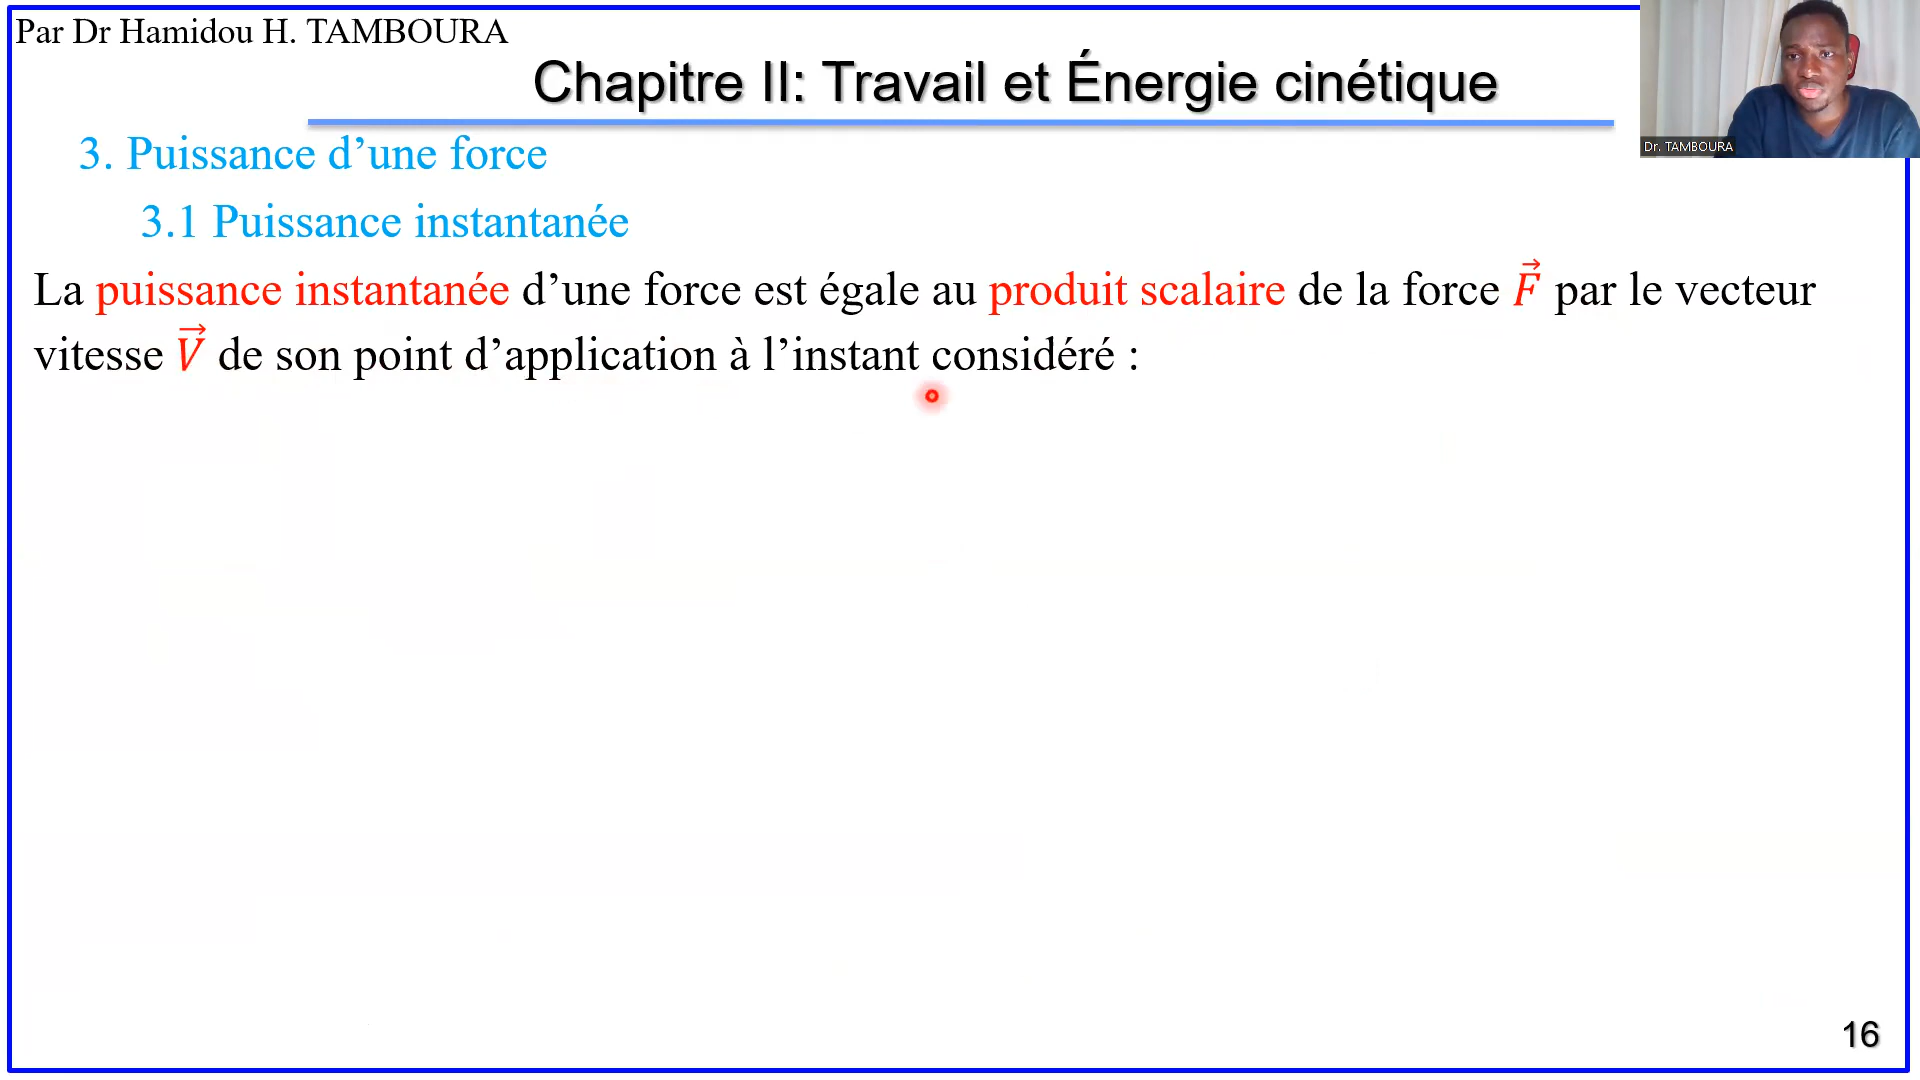 Par Dr Hamidou H. TAMBOURA
Chapitre II: Travail et Énergie cinétique
Dr. TAMBOURA
3. Puissance d’une force
3.1 Puissance instantanée
La puissance instantanée d’une force est égale au produit scalaire de la force F⃗ par le vecteur
vitesse V⃗ de son point d’application à l’instant considéré :
16